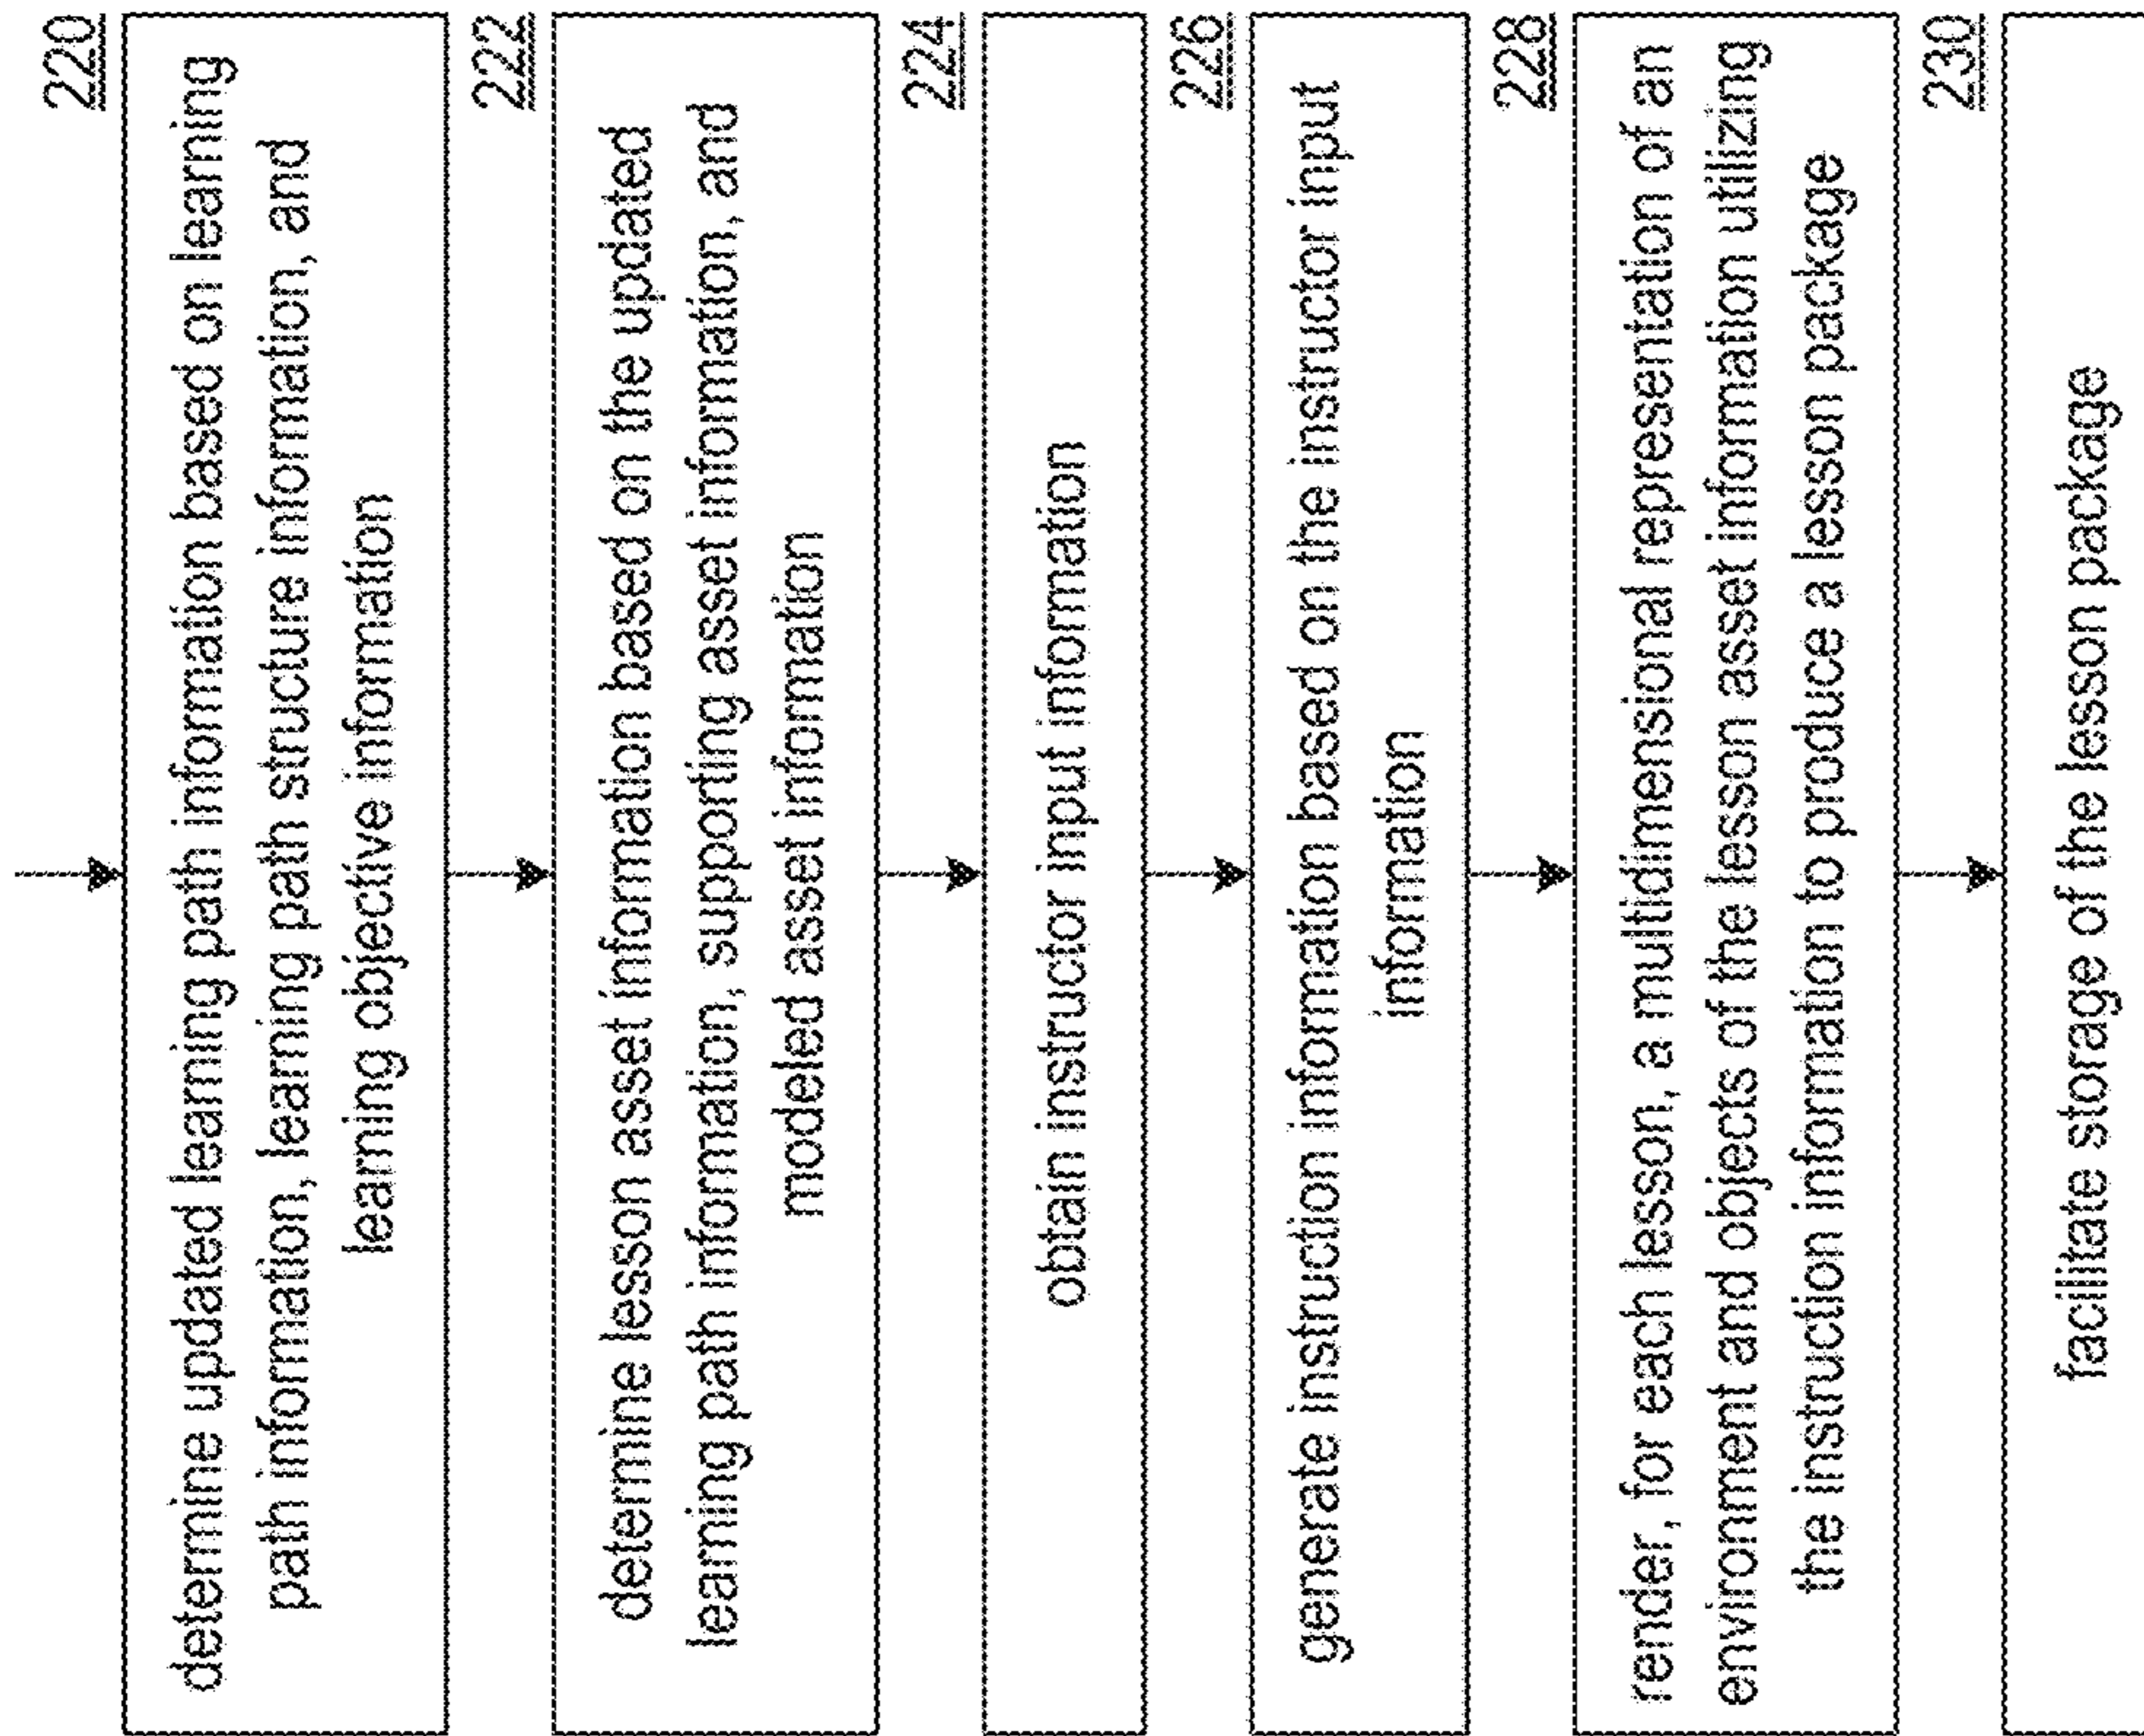 220
determine updated learning path information based on learning
path information, learning path structure information, and
learning objective information
222
determine lesson asset information based on the updated
learning path information, supporting asset information, and
modeled asset information
224
obtain instructor input information
226
generate instruction information based on the instructor input
information
228
render, for each lesson, a multidimensional representation of an
environment and objects of the lesson asset information utilizing
the instruction information to produce a lesson package
230
facilitate storage of the lesson package